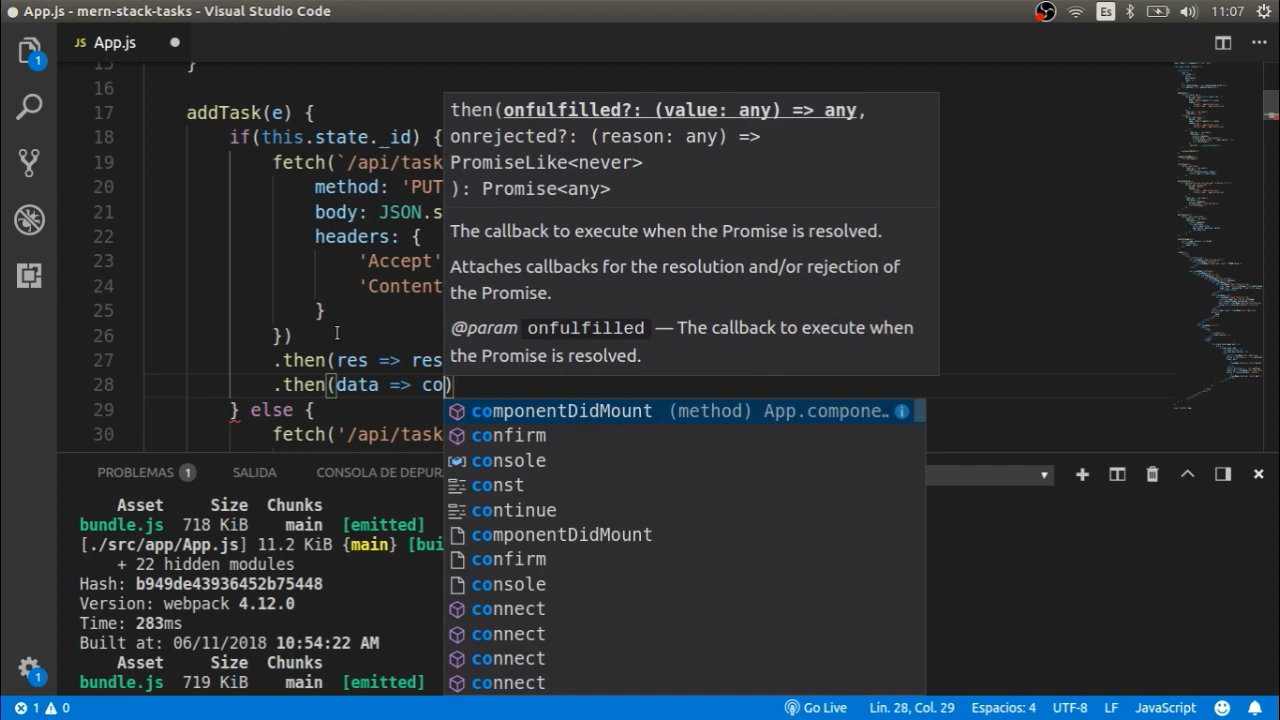 App.js - mern-stack-tasks - Visual Studio Code
Es
11:07
JS App.js
1
15 }
16
17 addTask(e) {
18 if(this.state._id) {
19 fetch(`/api/task
20 method: 'PUT
21 body: JSON.s
22 headers: {
23 'Accept'
24 'Content
25 }
26 })
27 .then(res => res
28 .then(data => co)
29 } else {
30 fetch('/api/task
then(onfulfilled?: (value: any) => any,
onrejected?: (reason: any) =>
PromiseLike<never>
): Promise<any>
The callback to execute when the Promise is resolved.
Attaches callbacks for the resolution and/or rejection of
the Promise.
@param onfulfilled — The callback to execute when
the Promise is resolved.
componentDidMount (method) App.compone…
confirm
console
const
continue
componentDidMount
confirm
console
connect
connect
connect
connect
PROBLEMAS 1 SALIDA CONSOLA DE DEPUR
Asset Size Chunks
bundle.js 718 KiB main [emitted]
[./src/app/App.js] 11.2 KiB {main} [bui
+ 22 hidden modules
Hash: b949de43936452b75448
Version: webpack 4.12.0
Time: 283ms
Built at: 06/11/2018 10:54:22 AM
Asset Size Chunks
bundle.js 719 KiB main [emitted]
1
1 0 Go Live Lín. 28, Col. 29 Espacios: 4 UTF-8 LF JavaScript